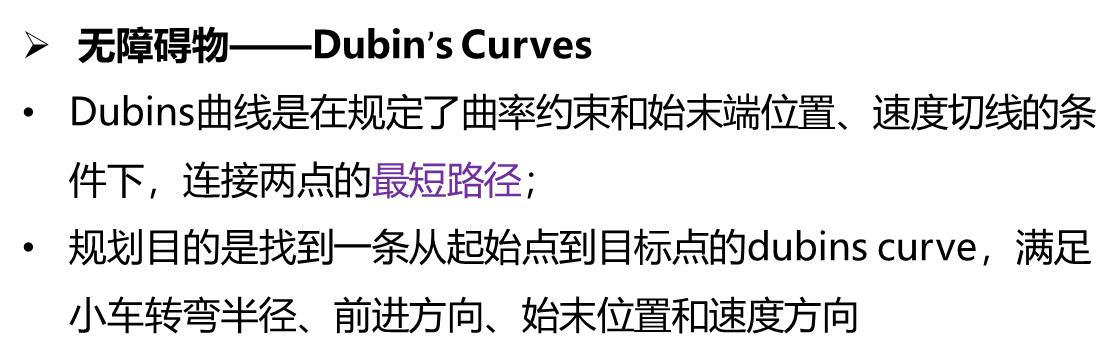 ➢ 无障碍物——Dubin’s Curves
• Dubins曲线是在规定了曲率约束和始末端位置、速度切线的条
件下，连接两点的最短路径；
• 规划目的是找到一条从起始点到目标点的dubins curve，满足
小车转弯半径、前进方向、始末位置和速度方向